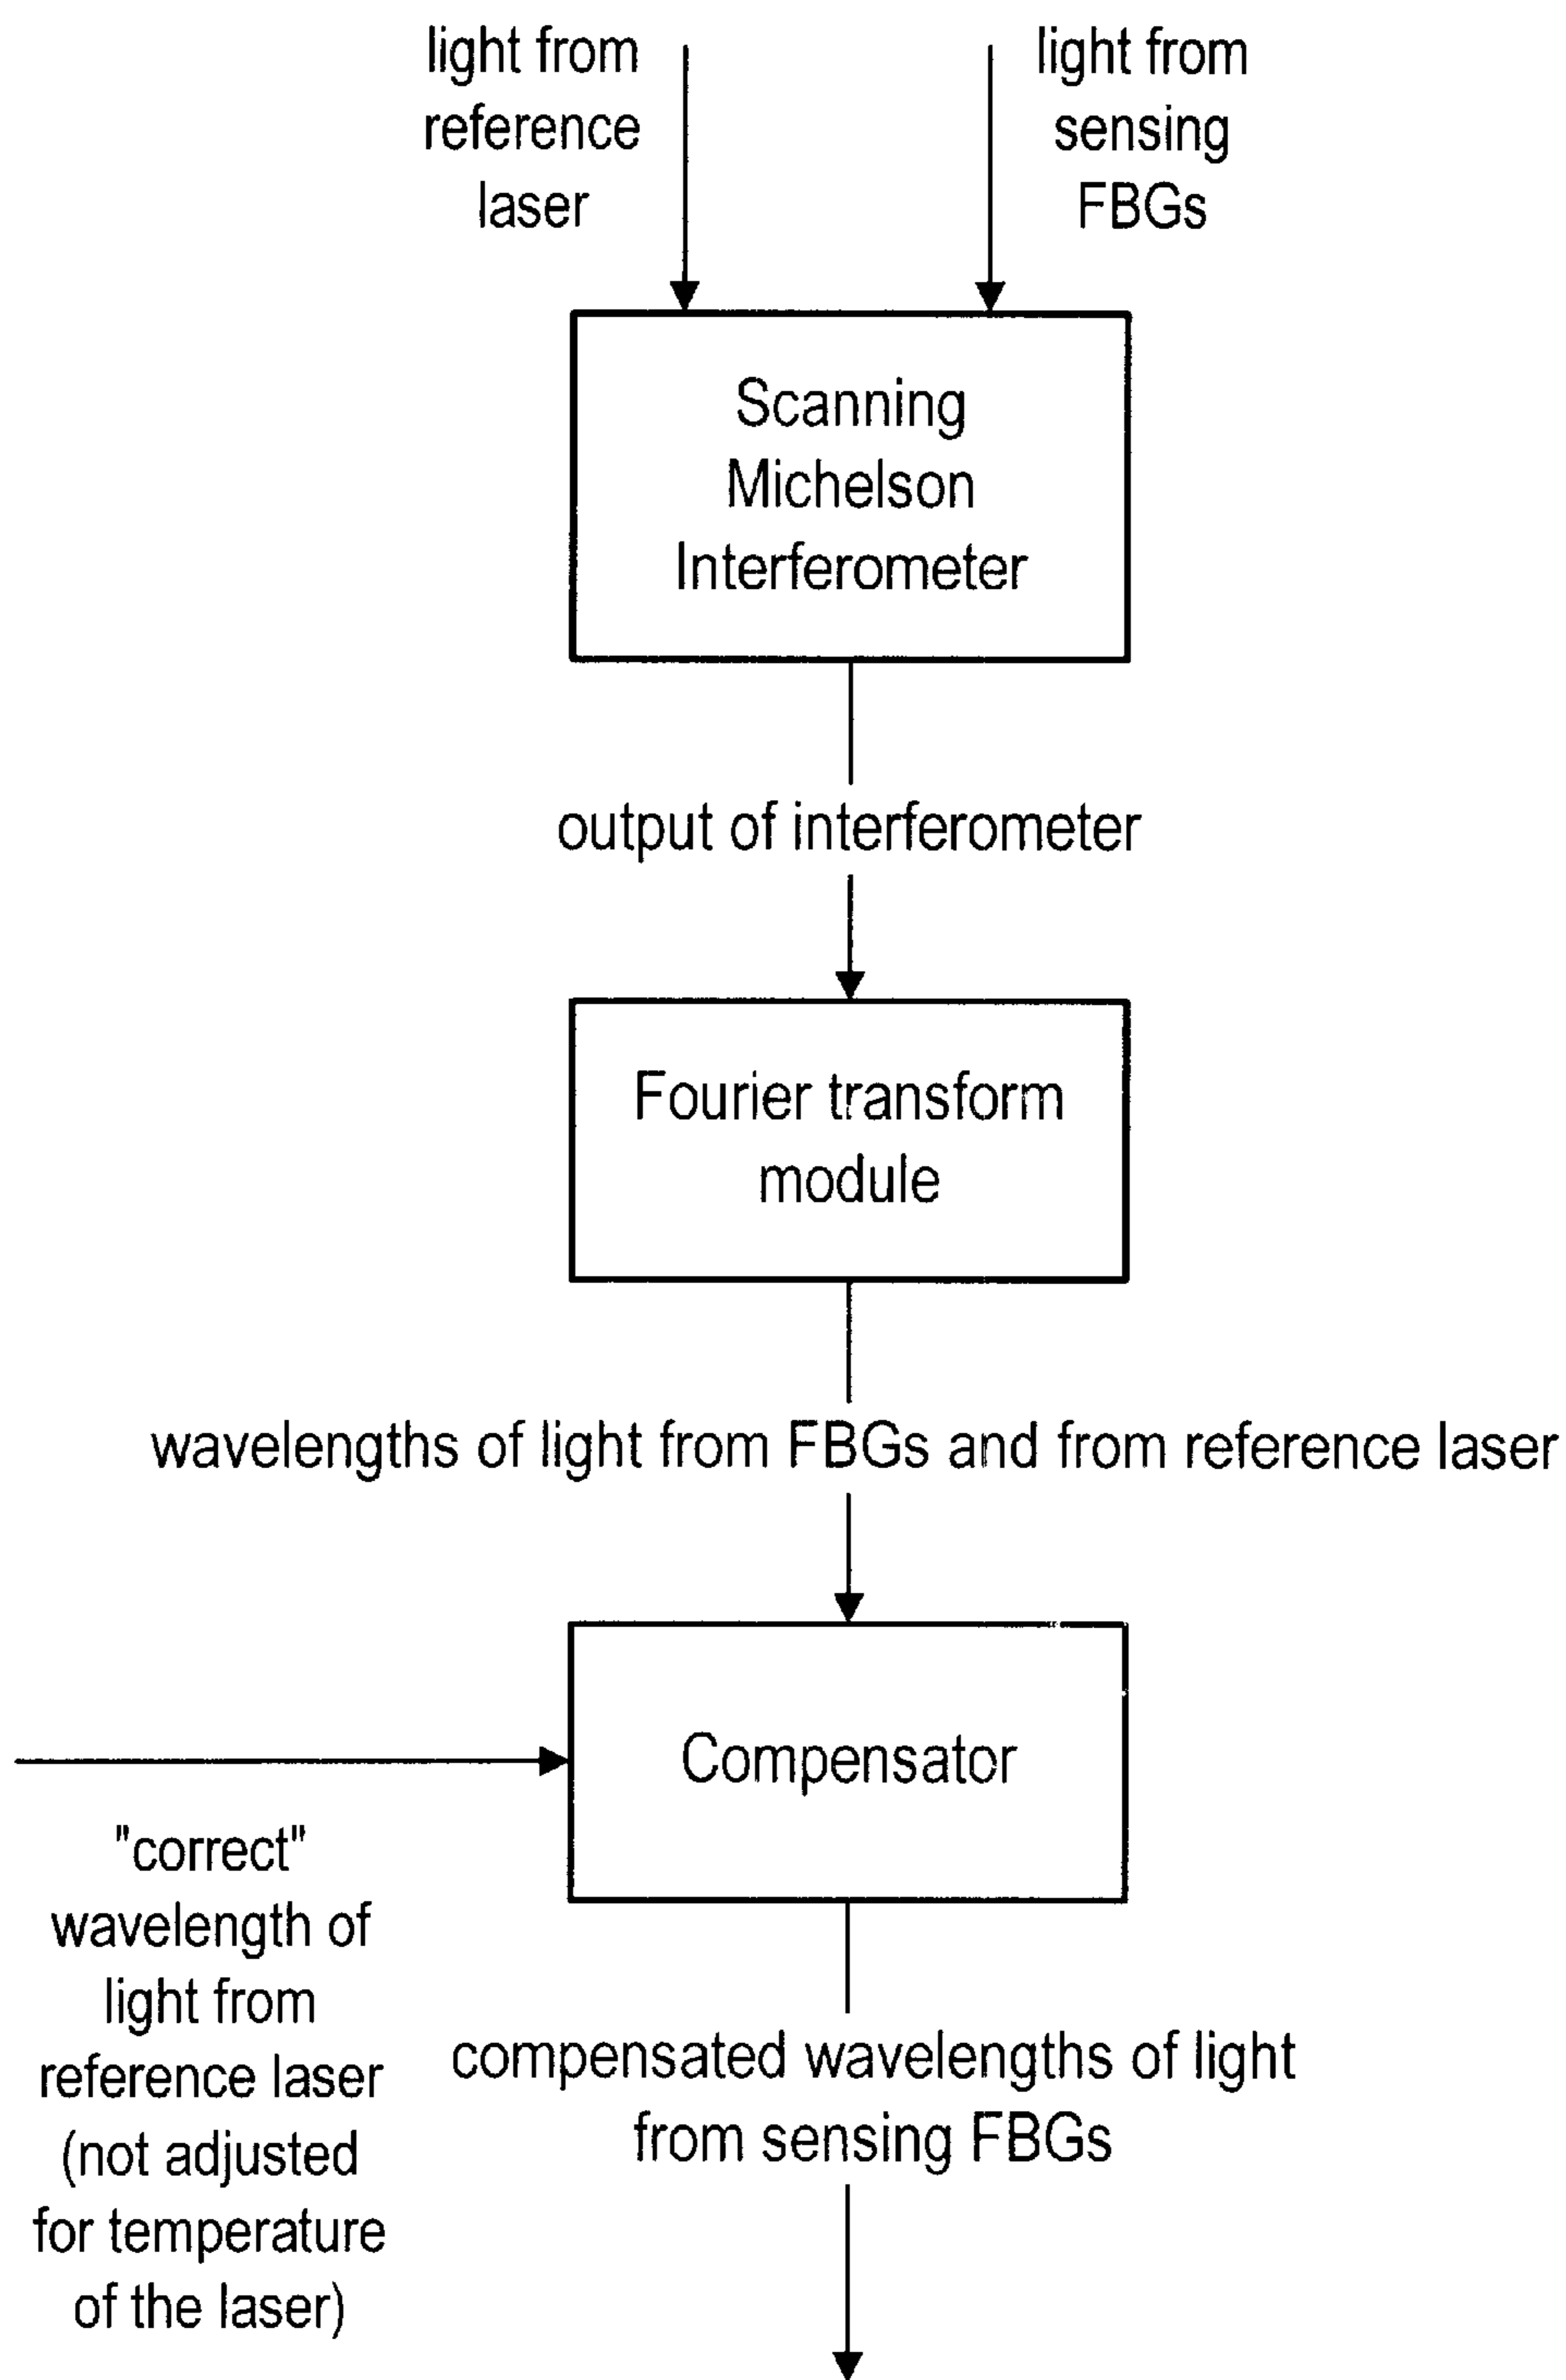 light from
reference
laser
light from
sensing
FBGs
Scanning
Michelson
Interferometer
output of interferometer
Fourier transform
module
wavelengths of light from FBGs and from reference laser
Compensator
"correct"
wavelength of
light from
reference laser
(not adjusted
for temperature
of the laser)
compensated wavelengths of light
from sensing FBGs